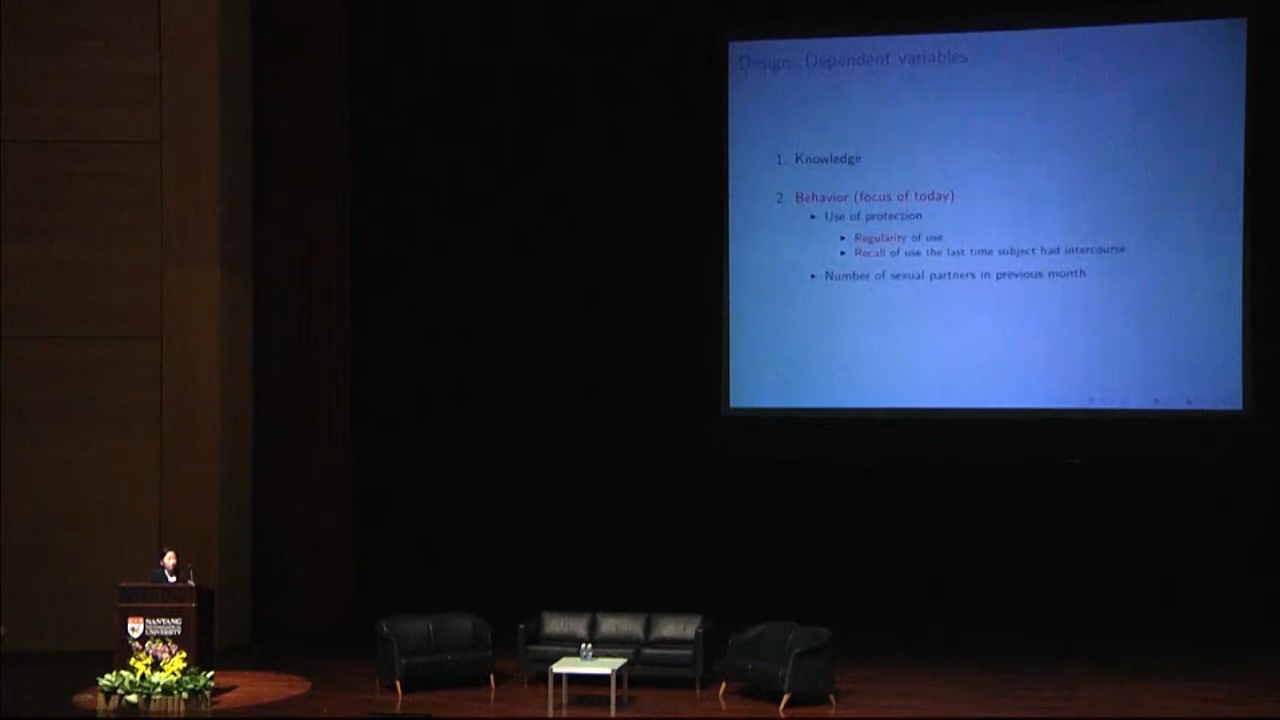 Design: Dependent variables
1. Knowledge
2. Behavior (focus of today)
▸ Use of protection
▸ Regularity of use
▸ Recall of use the last time subject had intercourse
▸ Number of sexual partners in previous month
NANYANG
TECHNOLOGICAL
UNIVERSITY